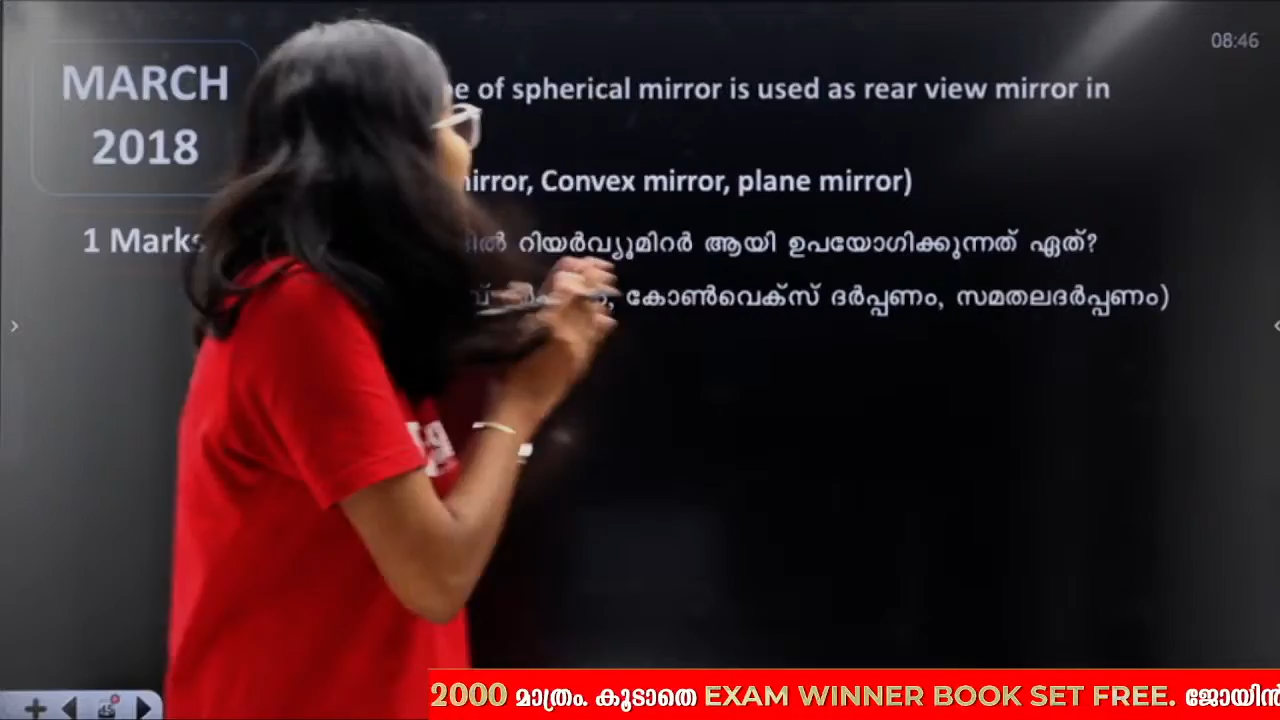 08:46
MARCH
2018
of spherical mirror is used as rear view mirror in
mirror, Convex mirror, plane mirror)
1 Marks
റിയർവ്യൂമിറർ ആയി ഉപയോഗിക്കുന്നത് ഏത്?
കോൺവെക്സ് ദർപ്പണം, സമതലദർപ്പണം)
2000 മാത്രം. കൂടാതെ EXAM WINNER BOOK SET FREE.